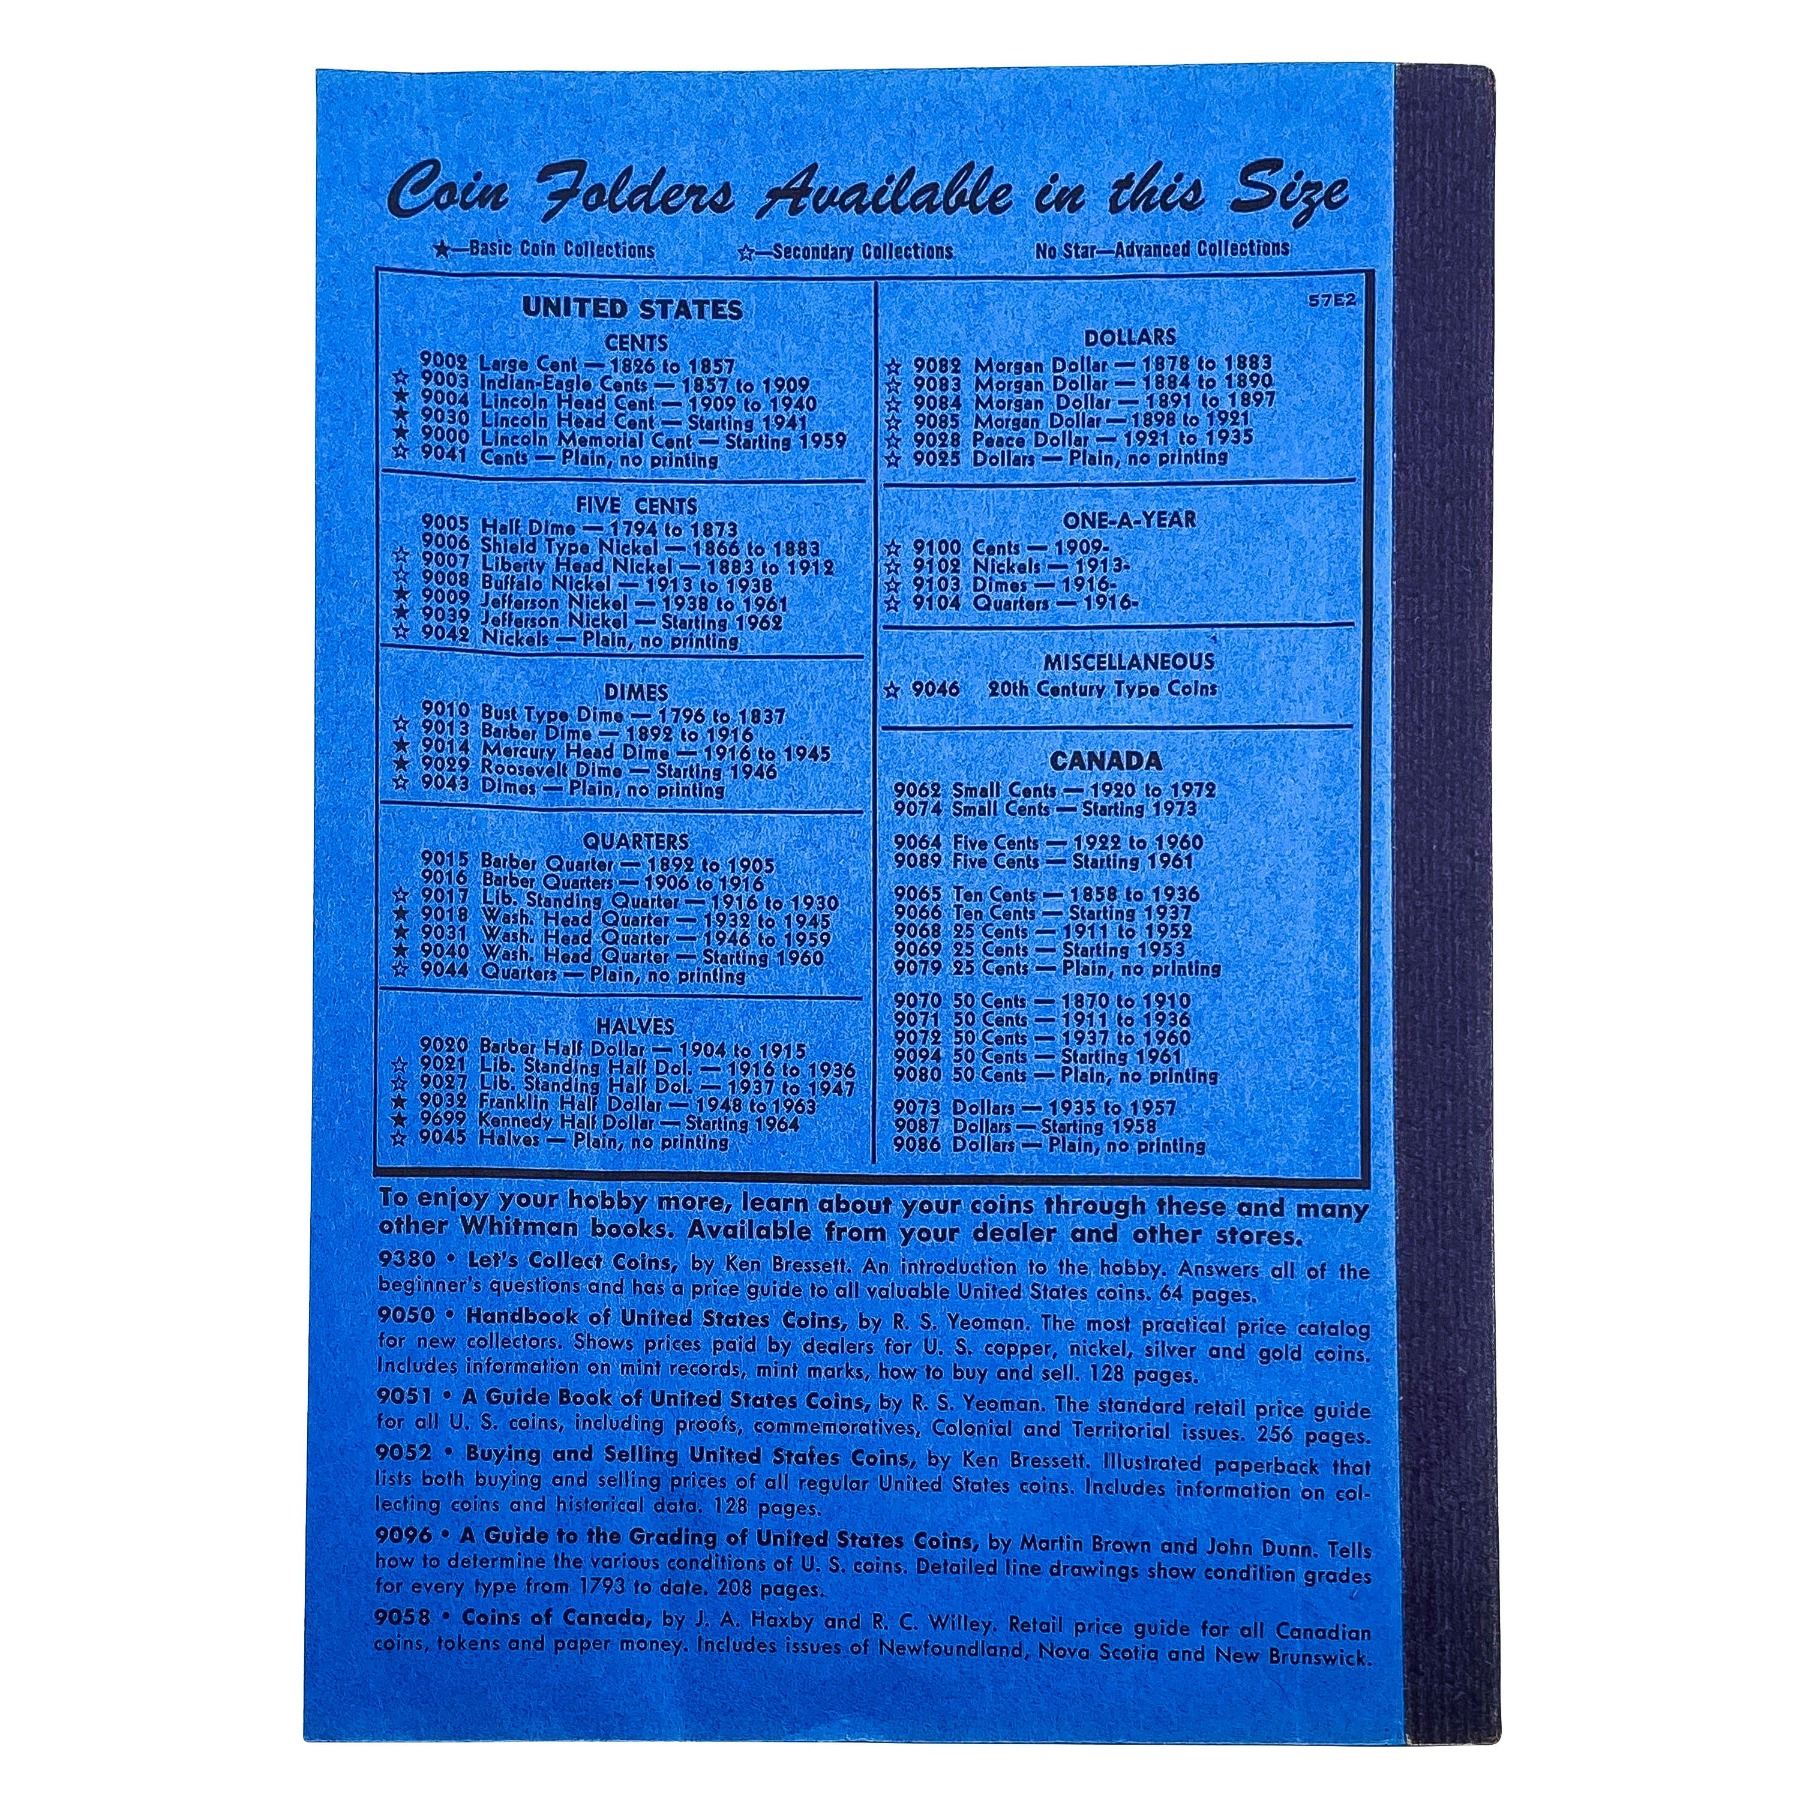 Coin Folders Available in this Size
★—Basic Coin Collections ☆—Secondary Collections No Star—Advanced Collections
UNITED STATES
CENTS
9002 Large Cent — 1826 to 1857
☆ 9003 Indian-Eagle Cents — 1857 to 1909
★ 9004 Lincoln Head Cent — 1909 to 1940
★ 9030 Lincoln Head Cent — Starting 1941
★ 9000 Lincoln Memorial Cent — Starting 1959
☆ 9041 Cents — Plain, no printing
FIVE CENTS
9005 Half Dime — 1794 to 1873
9006 Shield Type Nickel — 1866 to 1883
☆ 9007 Liberty Head Nickel — 1883 to 1912
☆ 9008 Buffalo Nickel — 1913 to 1938
★ 9009 Jefferson Nickel — 1938 to 1961
★ 9039 Jefferson Nickel — Starting 1962
☆ 9042 Nickels — Plain, no printing
DIMES
9010 Bust Type Dime — 1796 to 1837
☆ 9013 Barber Dime — 1892 to 1916
★ 9014 Mercury Head Dime — 1916 to 1945
★ 9029 Roosevelt Dime — Starting 1946
☆ 9043 Dimes — Plain, no printing
QUARTERS
9015 Barber Quarter — 1892 to 1905
9016 Barber Quarters — 1906 to 1916
☆ 9017 Lib. Standing Quarter — 1916 to 1930
★ 9018 Wash. Head Quarter — 1932 to 1945
★ 9031 Wash. Head Quarter — 1946 to 1959
★ 9040 Wash. Head Quarter — Starting 1960
☆ 9044 Quarters — Plain, no printing
HALVES
9020 Barber Half Dollar — 1904 to 1915
☆ 9021 Lib. Standing Half Dol. — 1916 to 1936
☆ 9027 Lib. Standing Half Dol. — 1937 to 1947
★ 9032 Franklin Half Dollar — 1948 to 1963
★ 9699 Kennedy Half Dollar — Starting 1964
☆ 9045 Halves — Plain, no printing
57E2
DOLLARS
☆ 9082 Morgan Dollar — 1878 to 1883
☆ 9083 Morgan Dollar — 1884 to 1890
☆ 9084 Morgan Dollar — 1891 to 1897
☆ 9085 Morgan Dollar — 1898 to 1921
☆ 9028 Peace Dollar — 1921 to 1935
☆ 9025 Dollars — Plain, no printing
ONE-A-YEAR
☆ 9100 Cents — 1909-
☆ 9102 Nickels — 1913-
☆ 9103 Dimes — 1916-
☆ 9104 Quarters — 1916-
MISCELLANEOUS
☆ 9046 20th Century Type Coins
CANADA
9062 Small Cents — 1920 to 1972
9074 Small Cents — Starting 1973
9064 Five Cents — 1922 to 1960
9089 Five Cents — Starting 1961
9065 Ten Cents — 1858 to 1936
9066 Ten Cents — Starting 1937
9068 25 Cents — 1911 to 1952
9069 25 Cents — Starting 1953
9079 25 Cents — Plain, no printing
9070 50 Cents — 1870 to 1910
9071 50 Cents — 1911 to 1936
9072 50 Cents — 1937 to 1960
9094 50 Cents — Starting 1961
9080 50 Cents — Plain, no printing
9073 Dollars — 1935 to 1957
9087 Dollars — Starting 1958
9086 Dollars — Plain, no printing
To enjoy your hobby more, learn about your coins through these and many
other Whitman books. Available from your dealer and other stores.
9380 • Let's Collect Coins, by Ken Bressett. An introduction to the hobby. Answers all of the
beginner's questions and has a price guide to all valuable United States coins. 64 pages.
9050 • Handbook of United States Coins, by R. S. Yeoman. The most practical price catalog
for new collectors. Shows prices paid by dealers for U. S. copper, nickel, silver and gold coins.
Includes information on mint records, mint marks, how to buy and sell. 128 pages.
9051 • A Guide Book of United States Coins, by R. S. Yeoman. The standard retail price guide
for all U. S. coins, including proofs, commemoratives, Colonial and Territorial issues. 256 pages.
9052 • Buying and Selling United States Coins, by Ken Bressett. Illustrated paperback that
lists both buying and selling prices of all regular United States coins. Includes information on col-
lecting coins and historical data. 128 pages.
9096 • A Guide to the Grading of United States Coins, by Martin Brown and John Dunn. Tells
how to determine the various conditions of U. S. coins. Detailed line drawings show condition grades
for every type from 1793 to date. 208 pages.
9058 • Coins of Canada, by J. A. Haxby and R. C. Willey. Retail price guide for all Canadian
coins, tokens and paper money. Includes issues of Newfoundland, Nova Scotia and New Brunswick.